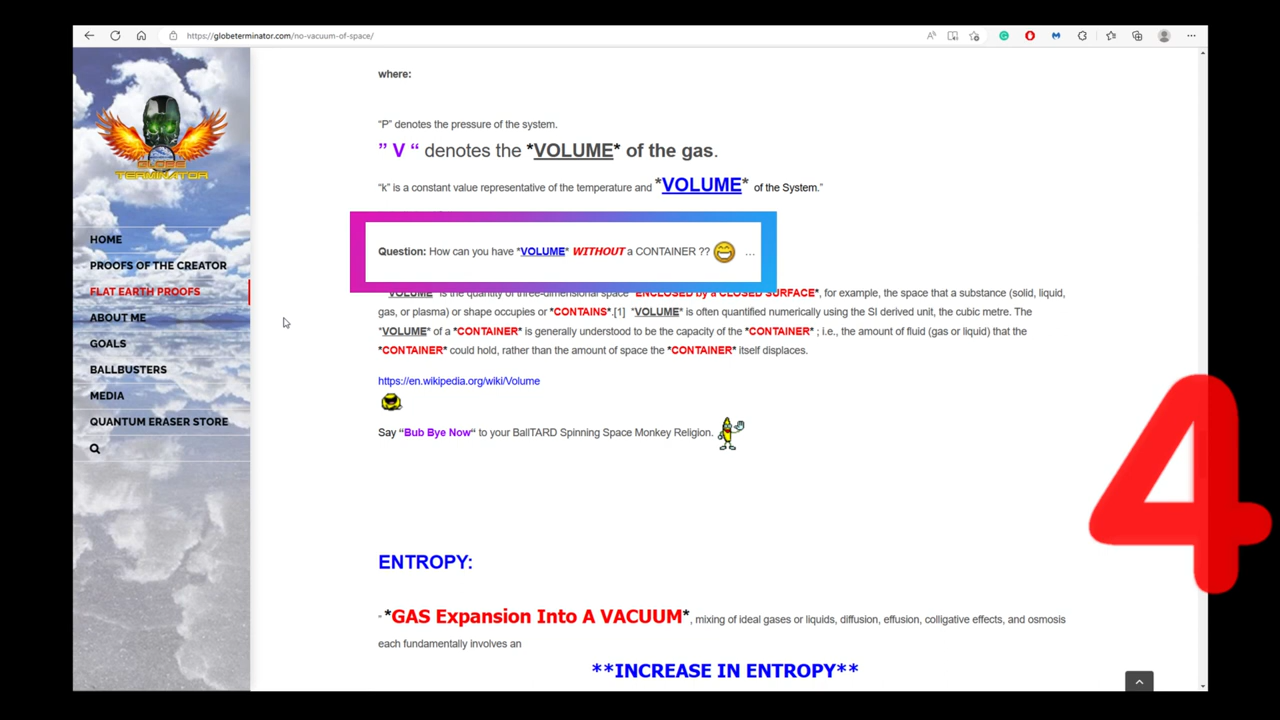 https://globeterminator.com/no-vacuum-of-space/
GLOBE
TERMINATOR
HOME
PROOFS OF THE CREATOR
FLAT EARTH PROOFS
ABOUT ME
GOALS
BALLBUSTERS
MEDIA
QUANTUM ERASER STORE
where:
“P” denotes the pressure of the system.
” V “ denotes the *VOLUME* of the gas.
“k” is a constant value representative of the temperature and *VOLUME* of the System.”
Question: How can you have *VOLUME* WITHOUT a CONTAINER ?? …
“*VOLUME* is the quantity of three-dimensional space *ENCLOSED by a CLOSED SURFACE*, for example, the space that a substance (solid, liquid,
gas, or plasma) or shape occupies or *CONTAINS*.[1] *VOLUME* is often quantified numerically using the SI derived unit, the cubic metre. The
*VOLUME* of a *CONTAINER* is generally understood to be the capacity of the *CONTAINER* ; i.e., the amount of fluid (gas or liquid) that the
*CONTAINER* could hold, rather than the amount of space the *CONTAINER* itself displaces.
https://en.wikipedia.org/wiki/Volume
Say “Bub Bye Now“ to your BallTARD Spinning Space Monkey Religion.
ENTROPY:
“ *GAS Expansion Into A VACUUM*, mixing of ideal gases or liquids, diffusion, effusion, colligative effects, and osmosis
each fundamentally involves an
**INCREASE IN ENTROPY**
4